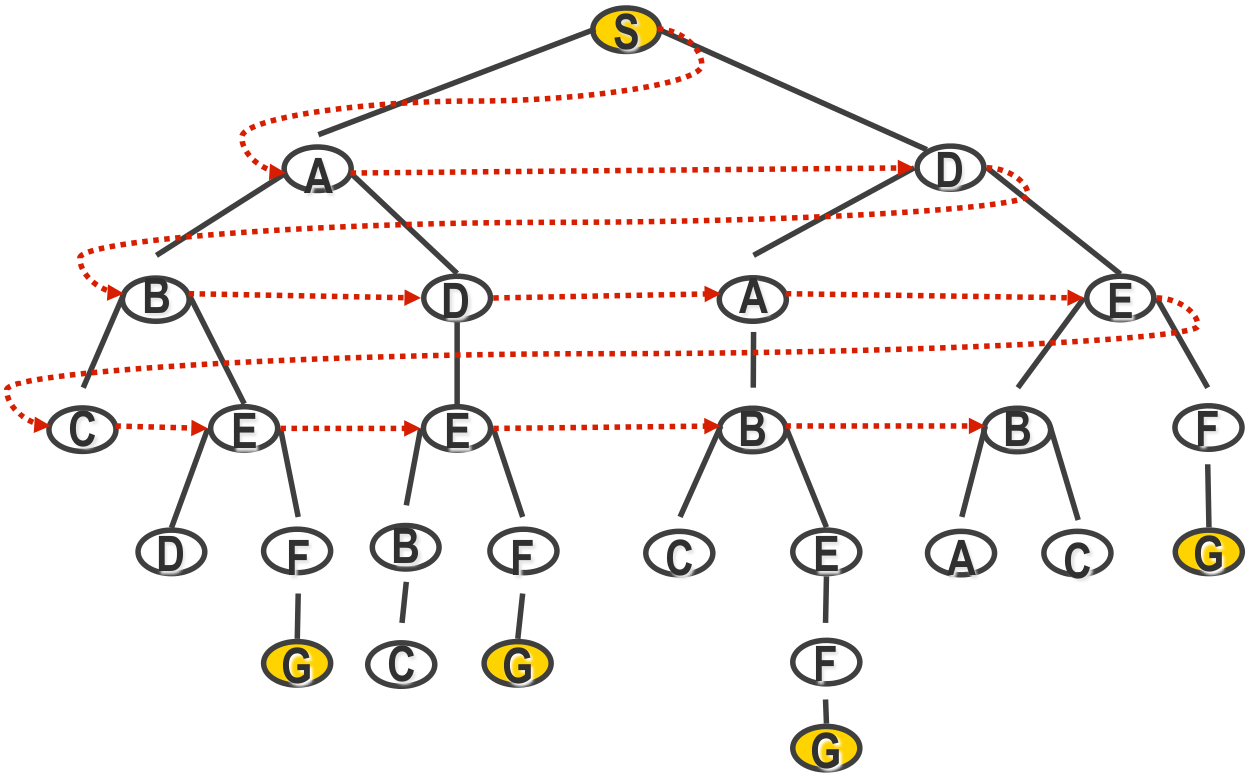 S
A D
B D A E
C E E B B F
D F B F C E A C G
G C G F
G